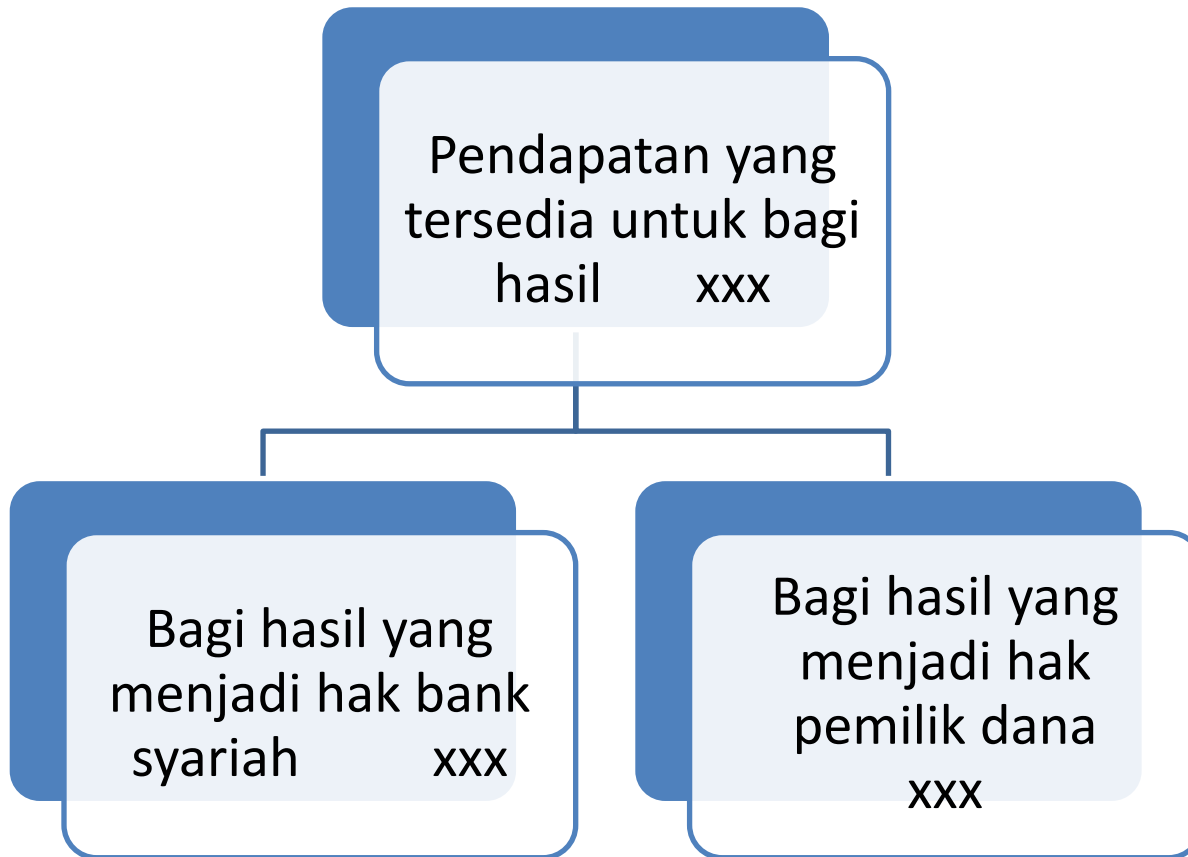 Pendapatan yang
tersedia untuk bagi
hasil xxx
Bagi hasil yang
menjadi hak bank
syariah xxx
Bagi hasil yang
menjadi hak
pemilik dana
xxx